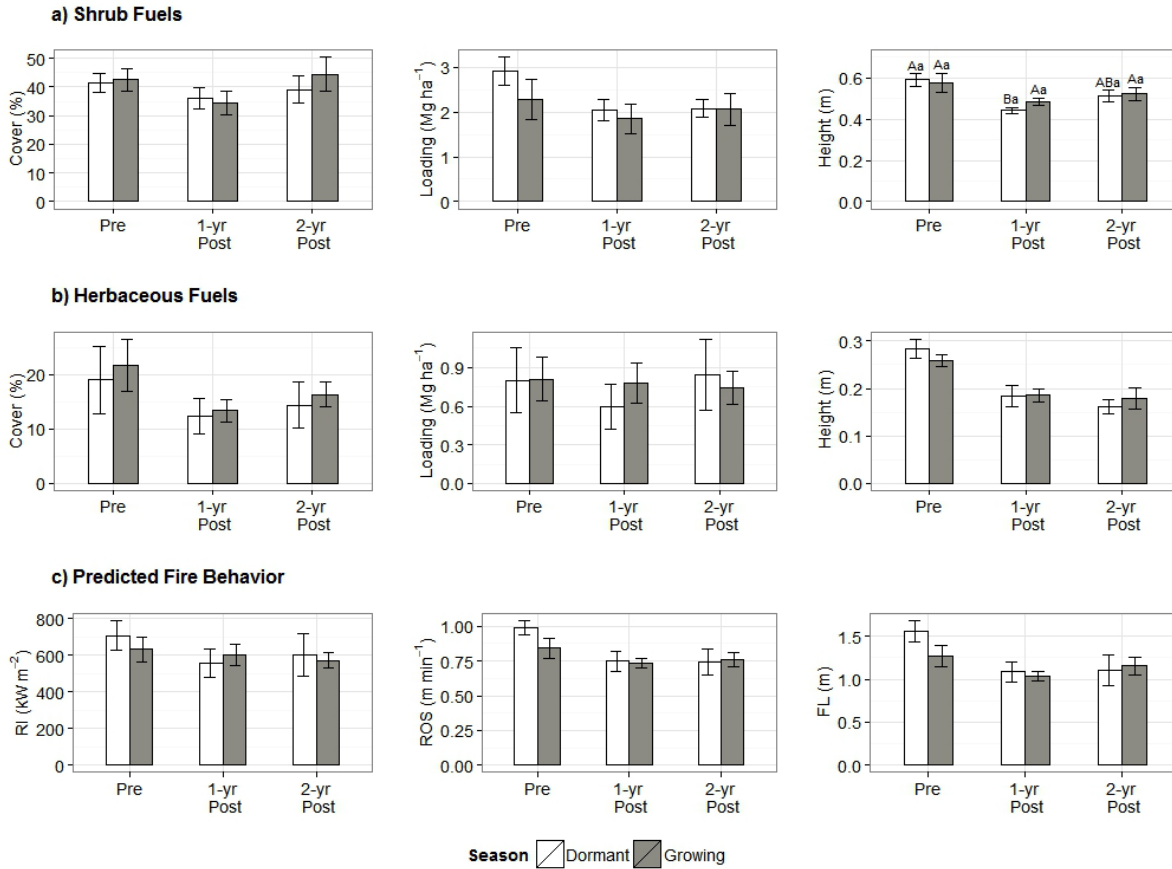 a) Shrub Fuels
Cover (%)
50
40
30
20
10
0
Pre
1-yr
Post
2-yr
Post
Loading (Mg ha⁻¹)
3
2
1
0
Pre
1-yr
Post
2-yr
Post
Height (m)
0.6
0.4
0.2
0.0
Aa Aa
Ba Aa
ABa Aa
Pre
1-yr
Post
2-yr
Post
b) Herbaceous Fuels
Cover (%)
20
10
0
Pre
1-yr
Post
2-yr
Post
Loading (Mg ha⁻¹)
0.9
0.6
0.3
0.0
Pre
1-yr
Post
2-yr
Post
Height (m)
0.3
0.2
0.1
0.0
Pre
1-yr
Post
2-yr
Post
c) Predicted Fire Behavior
RI (kW m⁻²)
800
600
400
200
0
Pre
1-yr
Post
2-yr
Post
ROS (m min⁻¹)
1.00
0.75
0.50
0.25
0.00
Pre
1-yr
Post
2-yr
Post
FL (m)
1.5
1.0
0.5
0.0
Pre
1-yr
Post
2-yr
Post
Season Dormant Growing